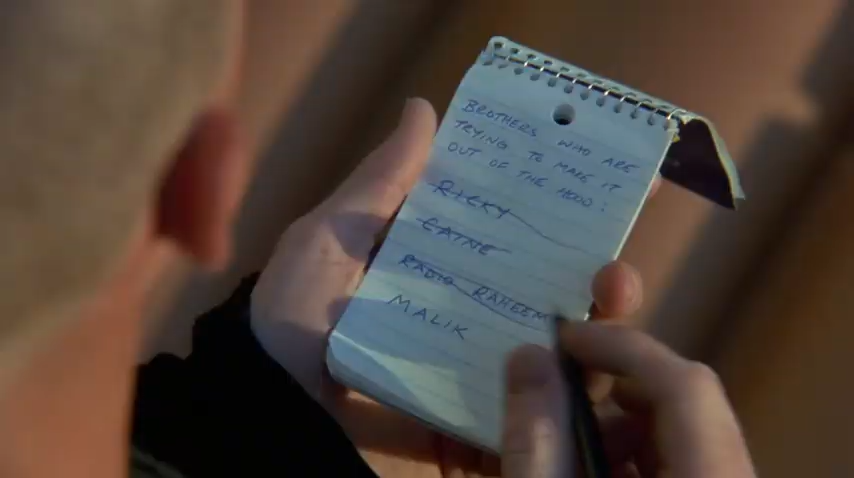 BROTHERS WHO ARE
TRYING TO MAKE IT
OUT OF THE HOOD:
RICKY
CAINE
RADIO RAHEEM
MALIK